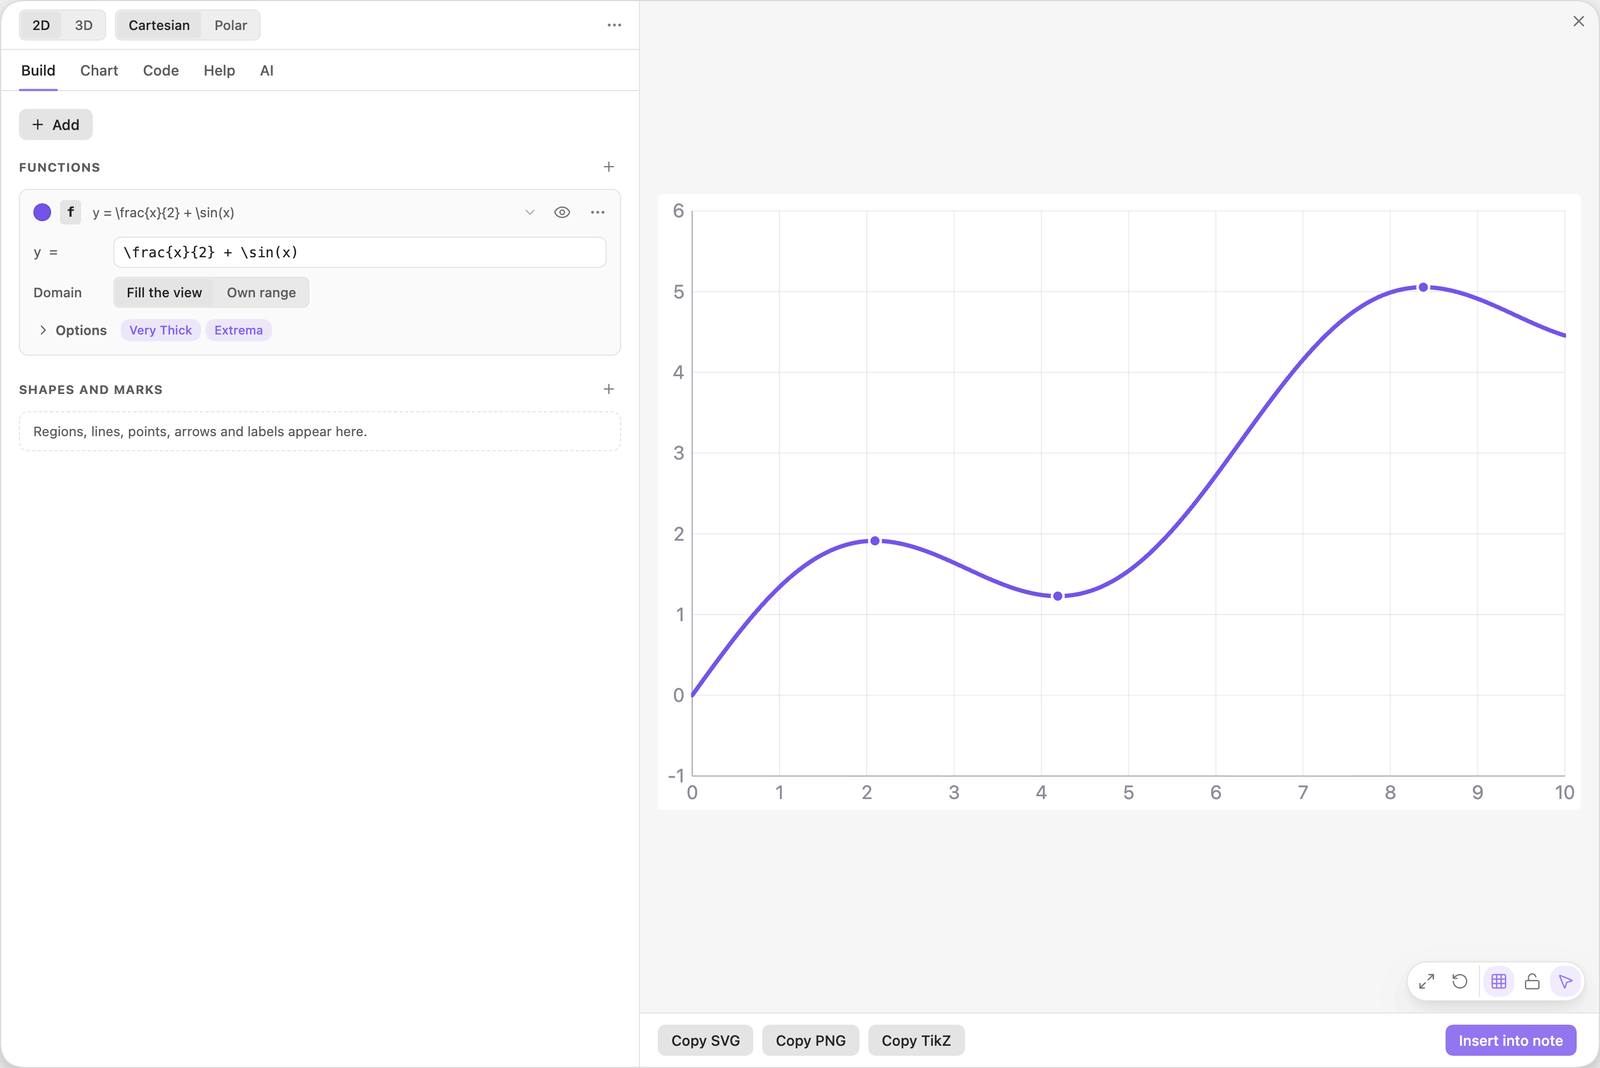 2D 3D Cartesian Polar
Build Chart Code Help AI
+ Add
FUNCTIONS
f y = \frac{x}{2} + \sin(x)
y = \frac{x}{2} + \sin(x)
Domain Fill the view Own range
Options Very Thick Extrema
SHAPES AND MARKS
Regions, lines, points, arrows and labels appear here.
6
5
4
3
2
1
0
-1
0 1 2 3 4 5 6 7 8 9 10
Copy SVG Copy PNG Copy TikZ Insert into note